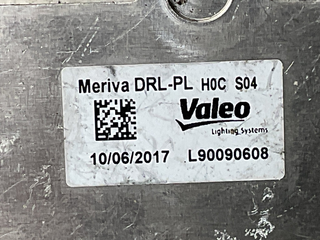 Meriva DRL-PL H0C S04
Valeo
Lighting Systems
10/06/2017 L90090608